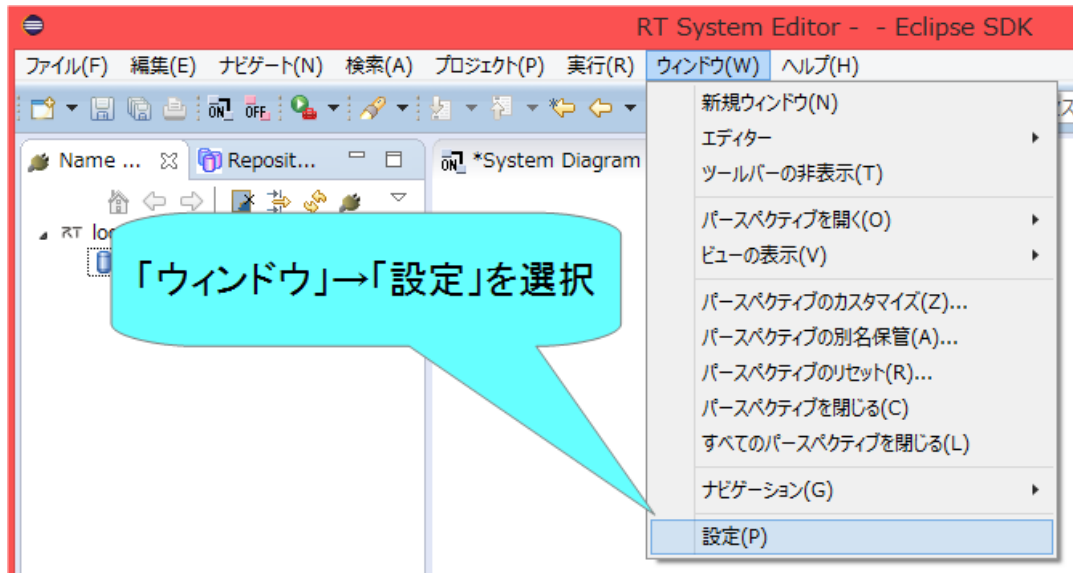 RT System Editor - - Eclipse SDK
ファイル(F) 編集(E) ナビゲート(N) 検索(A) プロジェクト(P) 実行(R) ウィンドウ(W) ヘルプ(H)
ON OFF
Name ... Reposit... ON *System Diagram
RT
「ウィンドウ」→「設定」を選択
新規ウィンドウ(N)
エディター
ツールバーの非表示(T)
パースペクティブを開く(O)
ビューの表示(V)
パースペクティブのカスタマイズ(Z)...
パースペクティブの別名保管(A)...
パースペクティブのリセット(R)...
パースペクティブを閉じる(C)
すべてのパースペクティブを閉じる(L)
ナビゲーション(G)
設定(P)